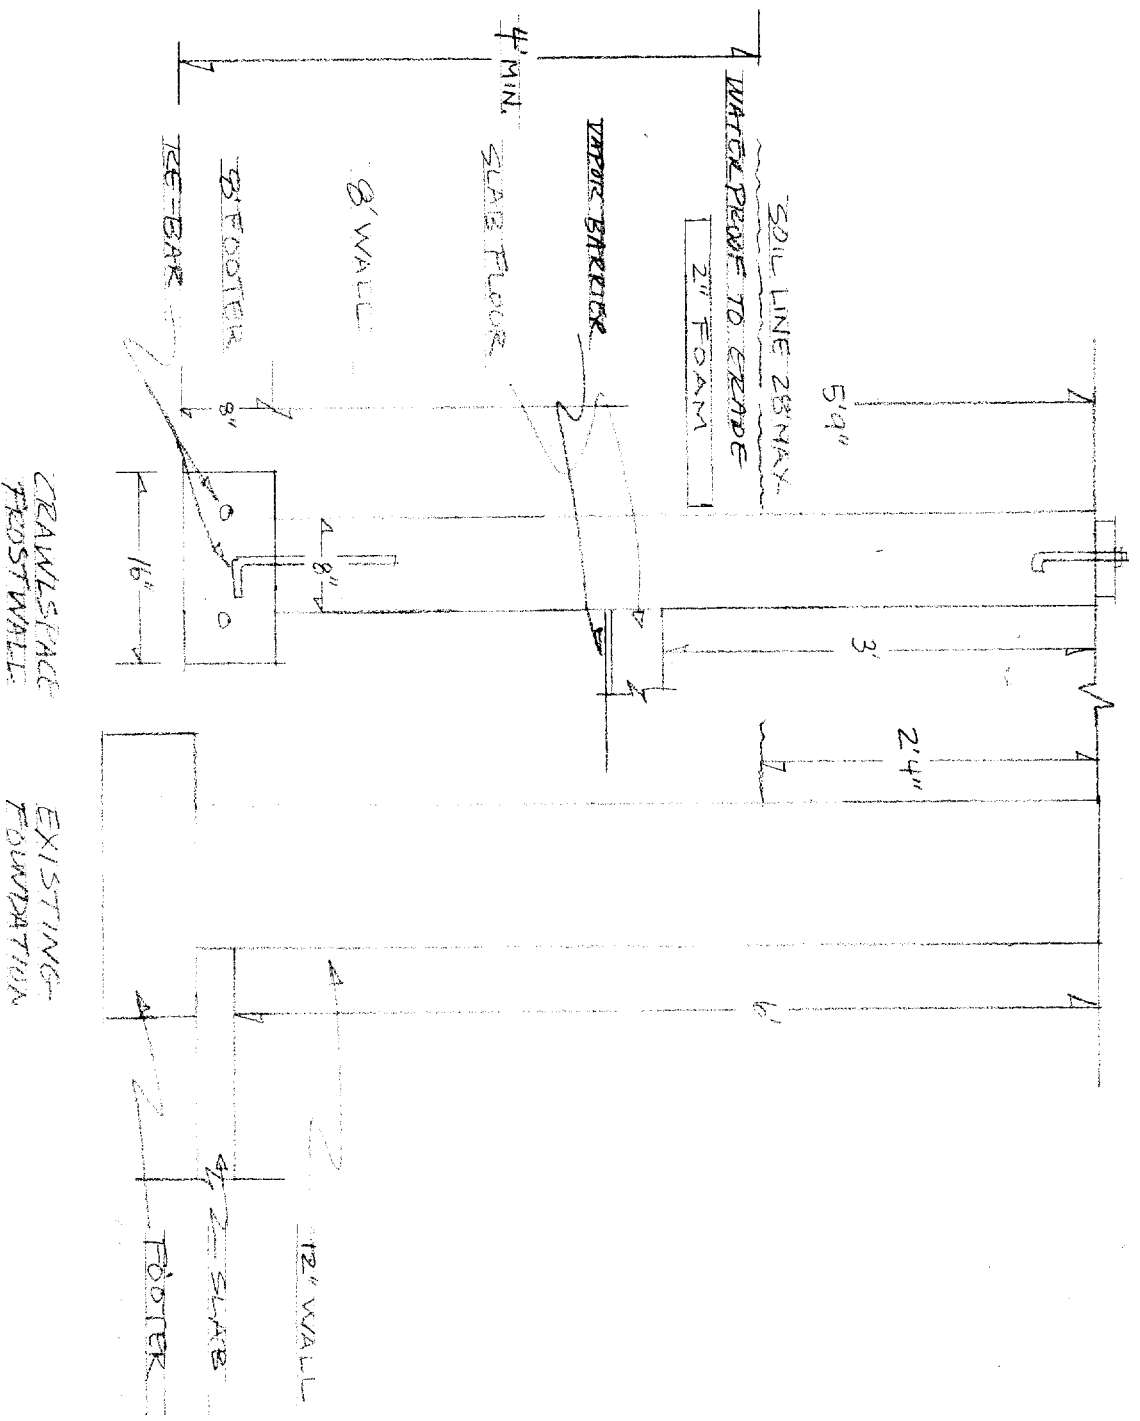 5'9"
3'
2'4"
6'
SOIL LINE 28" MAX
WATERPROOF TO GRADE
2" FOAM
VAPOR BARRIER
SLAB FLOOR
4' MIN.
8" WALL
8" FOOTER
8"
8"
RE-BAR
16"
12" WALL
SLAB
FOOTER
CRAWLSPACE
FROSTWALL
EXISTING
FOUNDATION